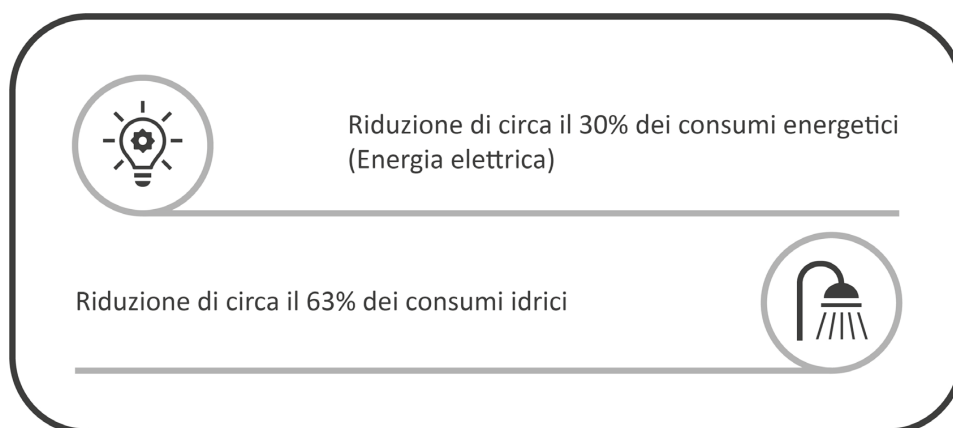 Riduzione di circa il 30% dei consumi energetici
(Energia elettrica)
Riduzione di circa il 63% dei consumi idrici